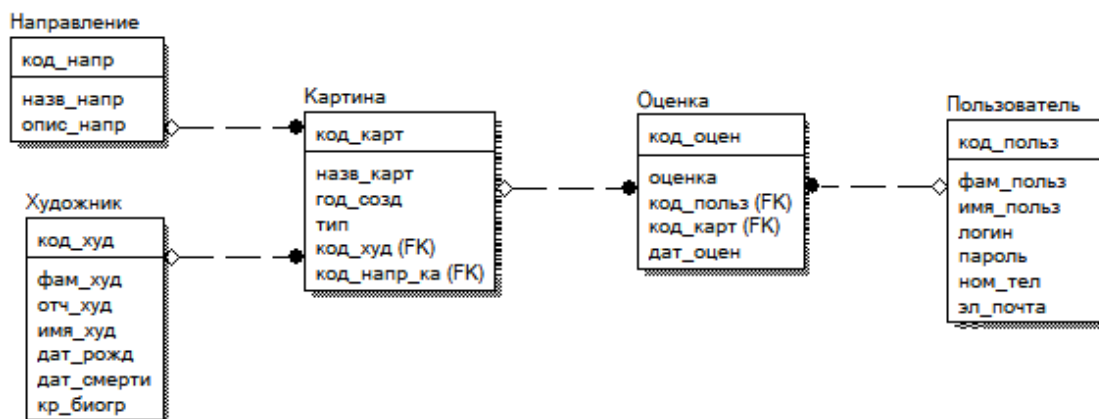 Направление
код_напр
назв_напр
опис_напр
Художник
код_худ
фам_худ
отч_худ
имя_худ
дат_рожд
дат_смерти
кр_биогр
Картина
код_карт
назв_карт
год_созд
тип
код_худ (FK)
код_напр_ка (FK)
Оценка
код_оцен
оценка
код_польз (FK)
код_карт (FK)
дат_оцен
Пользователь
код_польз
фам_польз
имя_польз
логин
пароль
ном_тел
эл_почта